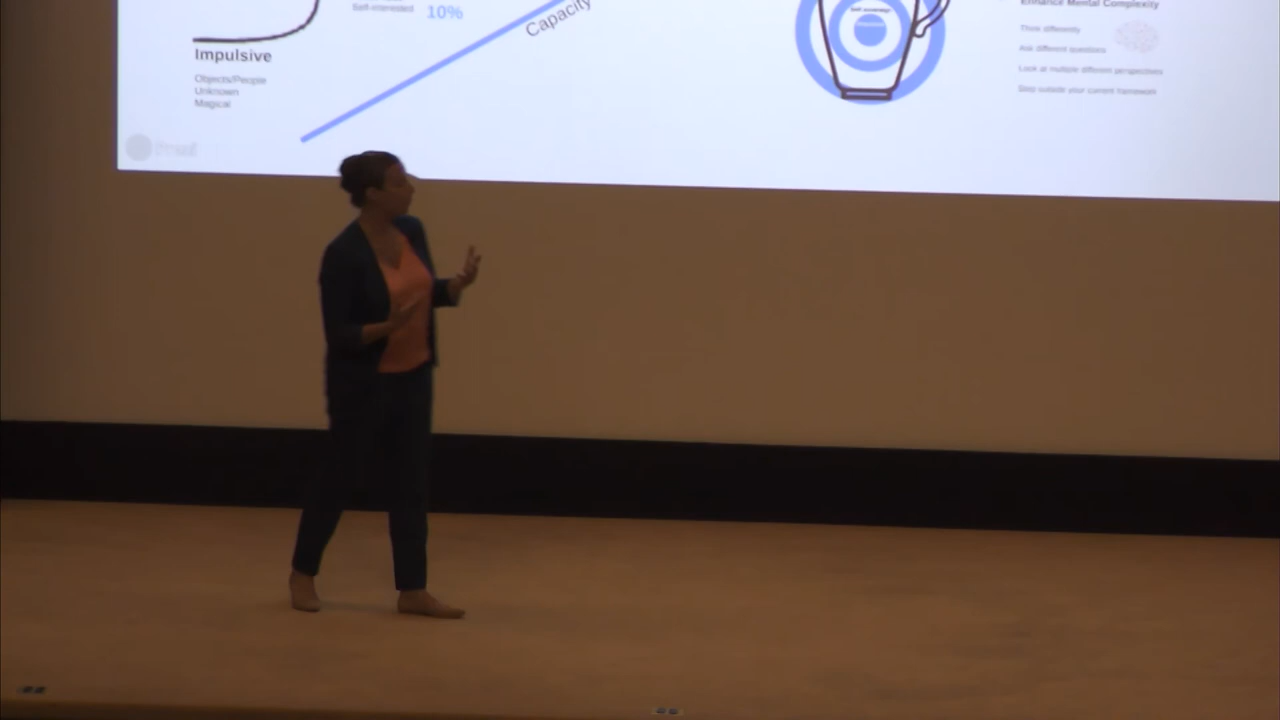 Self-interested
10%
Capacity
Impulsive
Objects/People
Unknown
Magical
Enhance Mental Complexity
Think differently
Ask different questions
Look at multiple different perspectives
Step outside your current framework